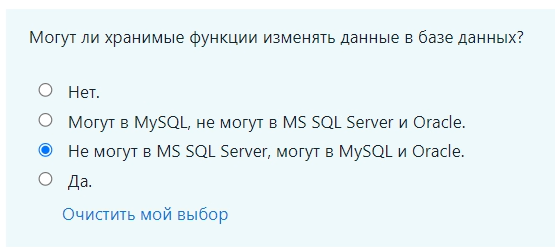 Могут ли хранимые функции изменять данные в базе данных?
Нет.
Могут в MySQL, не могут в MS SQL Server и Oracle.
Не могут в MS SQL Server, могут в MySQL и Oracle.
Да.
Очистить мой выбор